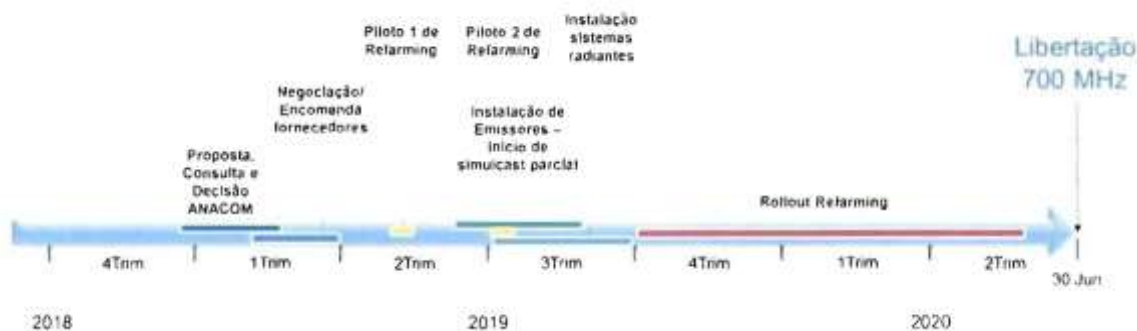 Piloto 1 de
Refarming
Piloto 2 de
Refarming
Instalação
sistemas
radiantes
Libertação
700 MHz
Negociação/
Encomenda
fornecedores
Instalação de
Emissores –
início de
simulcast parcial
Proposta,
Consulta e
Decisão
ANACOM
Rollout Refarming
4Trim
1Trim
2Trim
3Trim
4Trim
1Trim
2Trim
30 Jun
2018
2019
2020